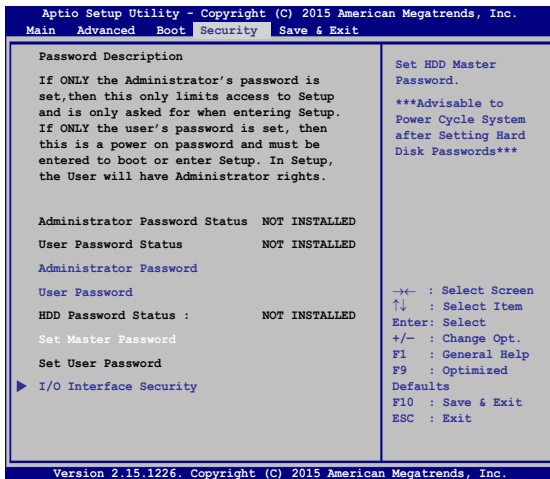 Aptio Setup Utility - Copyright (C) 2015 American Megatrends, Inc.
Main Advanced Boot Security Save & Exit
Password Description
If ONLY the Administrator's password is
set,then this only limits access to Setup
and is only asked for when entering Setup.
If ONLY the user's password is set, then
this is a power on password and must be
entered to boot or enter Setup. In Setup,
the User will have Administrator rights.
Administrator Password Status NOT INSTALLED
User Password Status NOT INSTALLED
Administrator Password
User Password
HDD Password Status : NOT INSTALLED
Set Master Password
Set User Password
I/O Interface Security
Set HDD Master
Password.
***Advisable to
Power Cycle System
after Setting Hard
Disk Passwords***
→← : Select Screen
↑↓ : Select Item
Enter: Select
+/— : Change Opt.
F1 : General Help
F9 : Optimized
Defaults
F10 : Save & Exit
ESC : Exit
Version 2.15.1226. Copyright (C) 2015 American Megatrends, Inc.